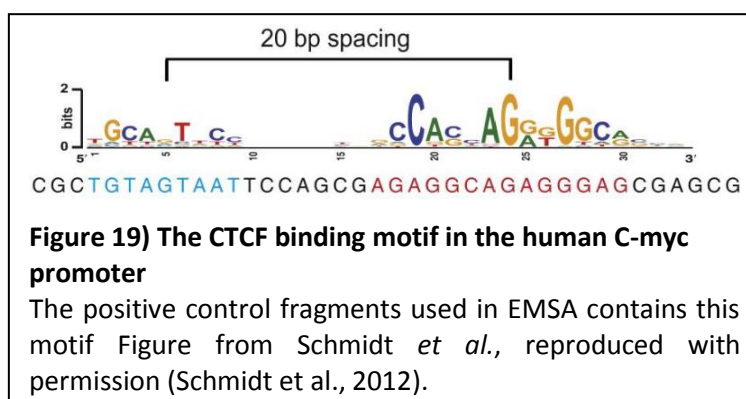 20 bp spacing
2
bits
0
5' 1 5 10 15 20 25 30 3'
CGCTGTAGTAATTCCAGCGAGAGGCAGAGGGAGCGAGCG
Figure 19) The CTCF binding motif in the human C-myc
promoter
The positive control fragments used in EMSA contains this
motif Figure from Schmidt et al., reproduced with
permission (Schmidt et al., 2012).